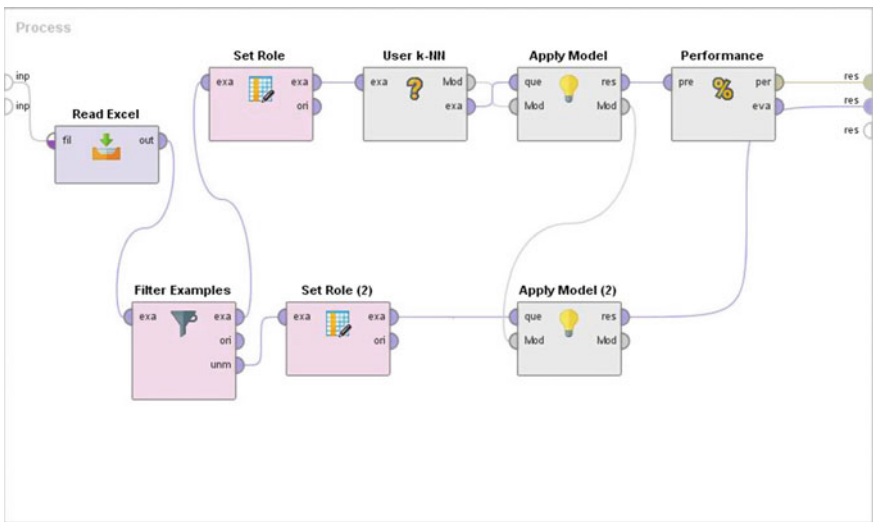 Process
inp
inp
Read Excel
fil
out
Set Role
exa
exa
ori
User k-NN
exa
Mod
exa
Apply Model
que
Mod
res
Mod
Performance
%
pre
per
eva
res
res
res
Filter Examples
exa
exa
ori
unm
Set Role (2)
exa
exa
ori
Apply Model (2)
que
Mod
res
Mod